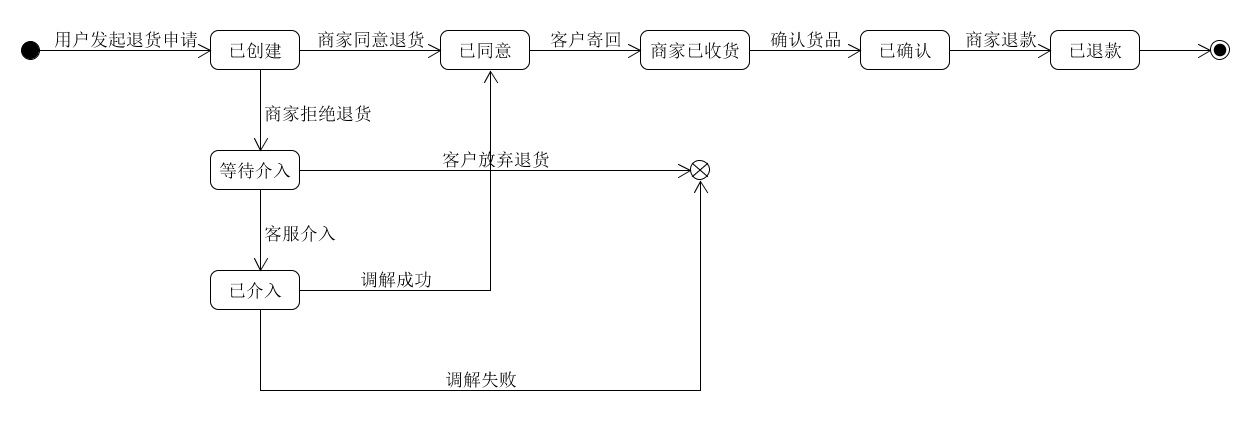 用户发起退货申请
已创建
商家同意退货
已同意
客户寄回
商家已收货
确认货品
已确认
商家退款
已退款
商家拒绝退货
等待介入
客户放弃退货
客服介入
已介入
调解成功
调解失败